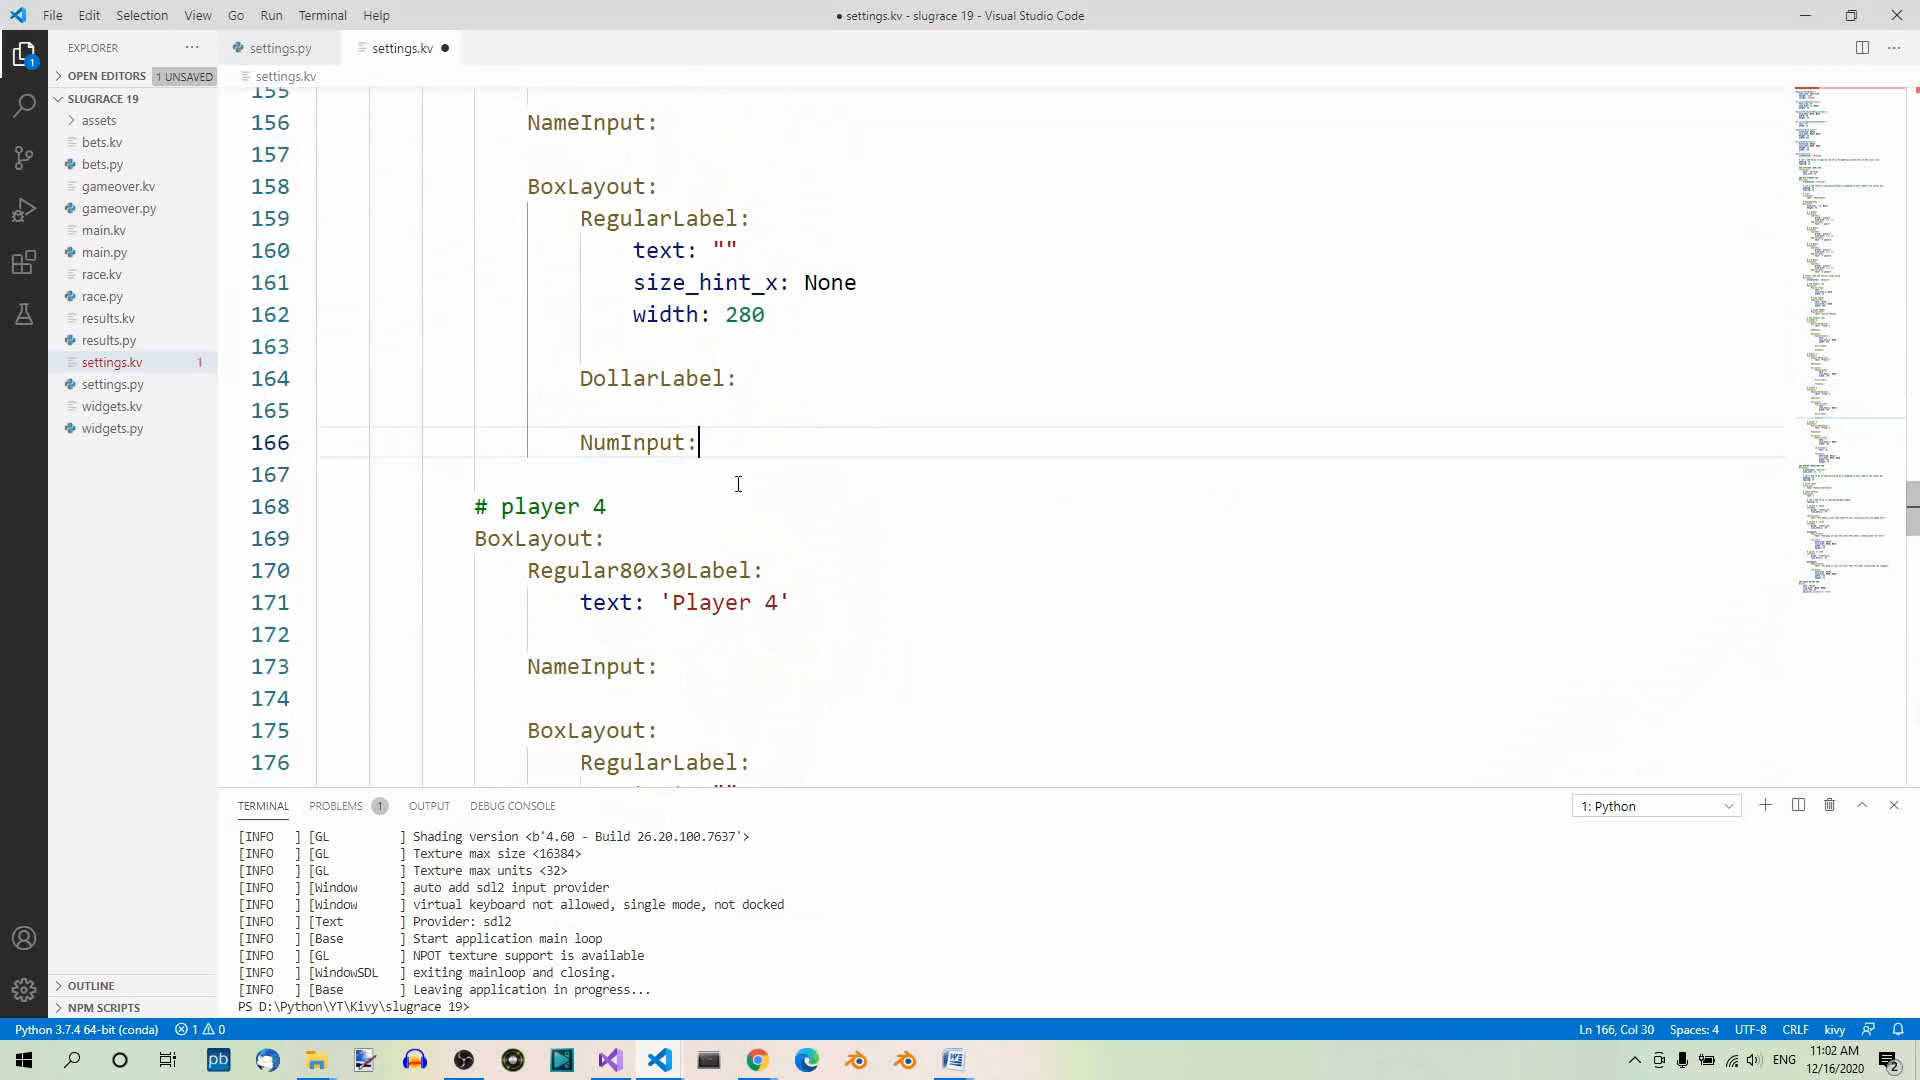 File Edit Selection View Go Run Terminal Help
● settings.kv - slugrace 19 - Visual Studio Code
EXPLORER ···
settings.py
settings.kv ●
OPEN EDITORS 1 UNSAVED
settings.kv
SLUGRACE 19
assets
bets.kv
bets.py
gameover.kv
gameover.py
main.kv
main.py
race.kv
race.py
results.kv
results.py
settings.kv 1
settings.py
widgets.kv
widgets.py
OUTLINE
NPM SCRIPTS
1
155
156 NameInput:
157
158 BoxLayout:
159 RegularLabel:
160 text: ""
161 size_hint_x: None
162 width: 280
163
164 DollarLabel:
165
166 NumInput:
167
168 # player 4
169 BoxLayout:
170 Regular80x30Label:
171 text: 'Player 4'
172
173 NameInput:
174
175 BoxLayout:
176 RegularLabel:
TERMINAL PROBLEMS 1 OUTPUT DEBUG CONSOLE
1: Python
[INFO ] [GL ] Shading version <b'4.60 - Build 26.20.100.7637'>
[INFO ] [GL ] Texture max size <16384>
[INFO ] [GL ] Texture max units <32>
[INFO ] [Window ] auto add sdl2 input provider
[INFO ] [Window ] virtual keyboard not allowed, single mode, not docked
[INFO ] [Text ] Provider: sdl2
[INFO ] [Base ] Start application main loop
[INFO ] [GL ] NPOT texture support is available
[INFO ] [WindowSDL ] exiting mainloop and closing.
[INFO ] [Base ] Leaving application in progress...
PS D:\Python\YT\Kivy\slugrace 19>
Python 3.7.4 64-bit (conda) 1 0
Ln 166, Col 30 Spaces: 4 UTF-8 CRLF kivy
pb
ENG
11:02 AM
12/16/2020
2